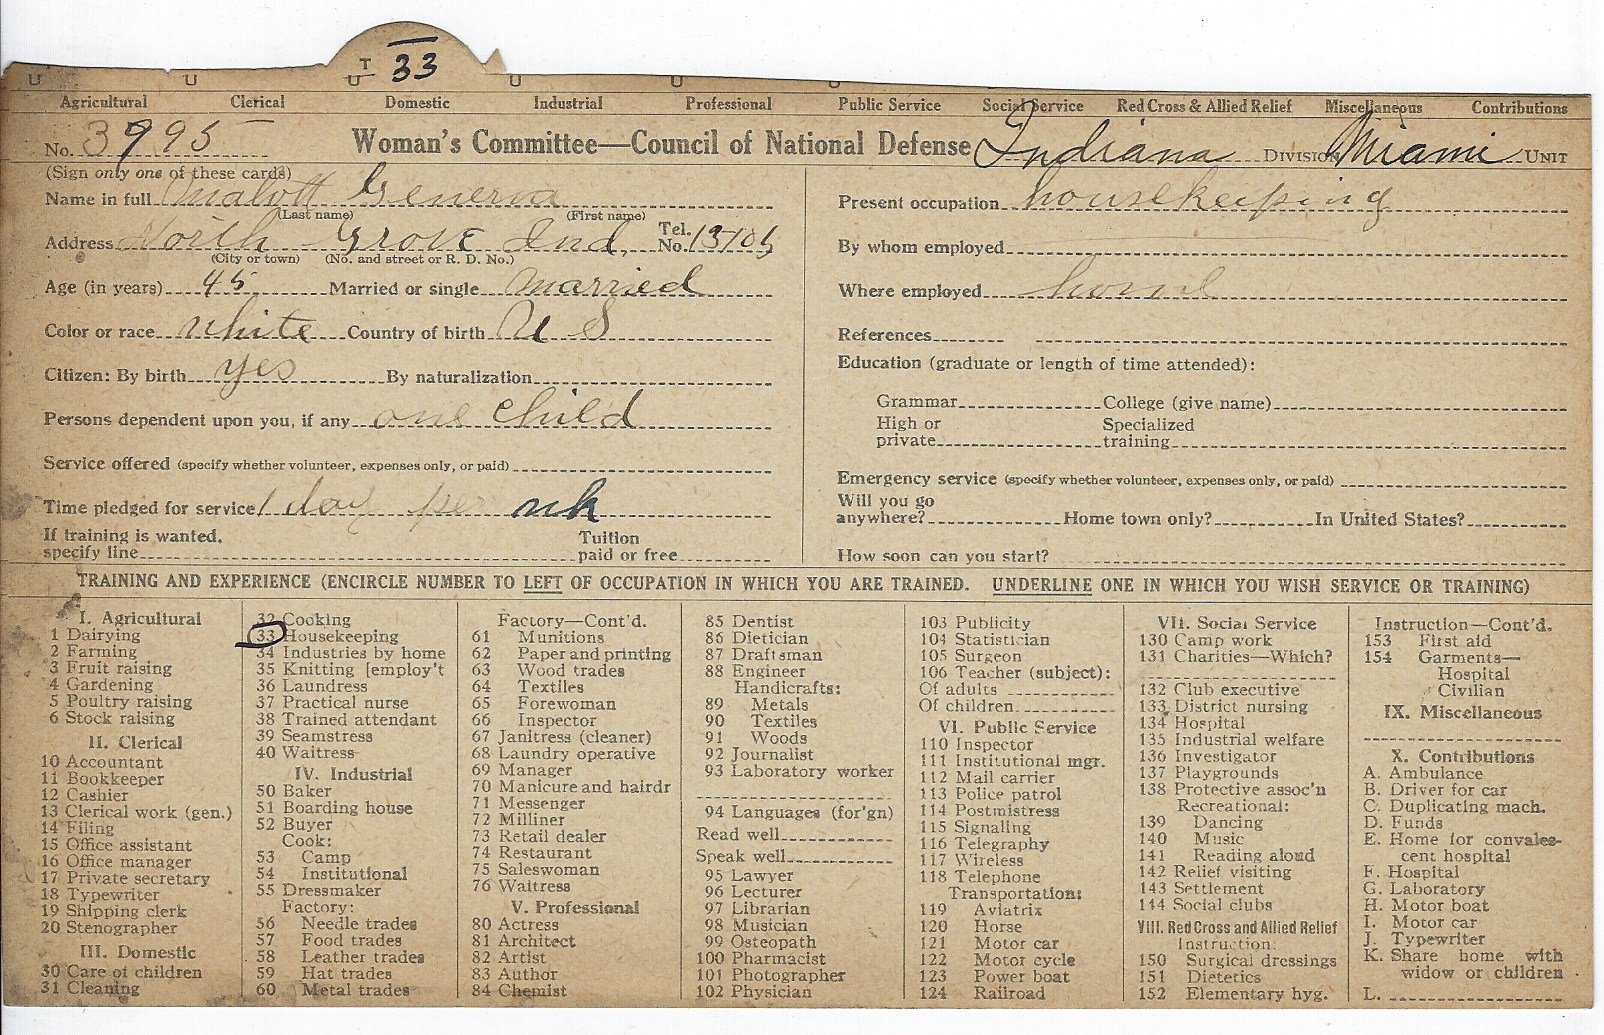 T 33
U U U U U U
Agricultural Clerical Domestic Industrial Professional Public Service Social Service Red Cross & Allied Relief Miscellaneous Contributions
No. 3995 Woman's Committee—Council of National Defense Indiana DIVISION Miami UNIT
(Sign only one of these cards)
Name in full Malott Generva
(Last name) (First name)
Address North Grove Ind. Tel. No.
(City or town) (No. and street or R. D. No.)
Age (in years) 45 Married or single married
Color or race white Country of birth U S
Citizen: By birth yes By naturalization
Persons dependent upon you, if any one child
Service offered (specify whether volunteer, expenses only, or paid)
Time pledged for service 1 day per wk
If training is wanted, specify line Tuition paid or free
Present occupation housekeeping
By whom employed
Where employed home
References
Education (graduate or length of time attended):
Grammar College (give name)
High or private Specialized training
Emergency service (specify whether volunteer, expenses only, or paid)
Will you go anywhere? Home town only? In United States?
How soon can you start?
TRAINING AND EXPERIENCE (ENCIRCLE NUMBER TO LEFT OF OCCUPATION IN WHICH YOU ARE TRAINED. UNDERLINE ONE IN WHICH YOU WISH SERVICE OR TRAINING)
I. Agricultural
1 Dairying
2 Farming
3 Fruit raising
4 Gardening
5 Poultry raising
6 Stock raising
II. Clerical
10 Accountant
11 Bookkeeper
12 Cashier
13 Clerical work (gen.)
14 Filing
15 Office assistant
16 Office manager
17 Private secretary
18 Typewriter
19 Shipping clerk
20 Stenographer
III. Domestic
30 Care of children
31 Cleaning
32 Cooking
33 Housekeeping
34 Industries by home
35 Knitting [employ't
36 Laundress
37 Practical nurse
38 Trained attendant
39 Seamstress
40 Waitress
IV. Industrial
50 Baker
51 Boarding house
52 Buyer
Cook:
53 Camp
54 Institutional
55 Dressmaker
Factory:
56 Needle trades
57 Food trades
58 Leather trades
59 Hat trades
60 Metal trades
Factory—Cont'd.
61 Munitions
62 Paper and printing
63 Wood trades
64 Textiles
65 Forewoman
66 Inspector
67 Janitress (cleaner)
68 Laundry operative
69 Manager
70 Manicure and hairdr
71 Messenger
72 Milliner
73 Retail dealer
74 Restaurant
75 Saleswoman
76 Waitress
V. Professional
80 Actress
81 Architect
82 Artist
83 Author
84 Chemist
85 Dentist
86 Dietician
87 Draftsman
88 Engineer
Handicrafts:
89 Metals
90 Textiles
91 Woods
92 Journalist
93 Laboratory worker
94 Languages (for'gn)
Read well
Speak well
95 Lawyer
96 Lecturer
97 Librarian
98 Musician
99 Osteopath
100 Pharmacist
101 Photographer
102 Physician
103 Publicity
104 Statistician
105 Surgeon
106 Teacher (subject):
Of adults
Of children
VI. Public Service
110 Inspector
111 Institutional mgr.
112 Mail carrier
113 Police patrol
114 Postmistress
115 Signaling
116 Telegraphy
117 Wireless
118 Telephone
Transportation:
119 Aviatrix
120 Horse
121 Motor car
122 Motor cycle
123 Power boat
124 Railroad
VII. Social Service
130 Camp work
131 Charities—Which?
132 Club executive
133 District nursing
134 Hospital
135 Industrial welfare
136 Investigator
137 Playgrounds
138 Protective assoc'n
Recreational:
139 Dancing
140 Music
141 Reading aloud
142 Relief visiting
143 Settlement
144 Social clubs
VIII. Red Cross and Allied Relief
Instruction:
150 Surgical dressings
151 Dietetics
152 Elementary hyg.
Instruction—Cont'd.
153 First aid
154 Garments—
Hospital
Civilian
IX. Miscellaneous
X. Contributions
A. Ambulance
B. Driver for car
C. Duplicating mach.
D. Funds
E. Home for convales-
cent hospital
F. Hospital
G. Laboratory
H. Motor boat
I. Motor car
J. Typewriter
K. Share home with
widow or children
L.